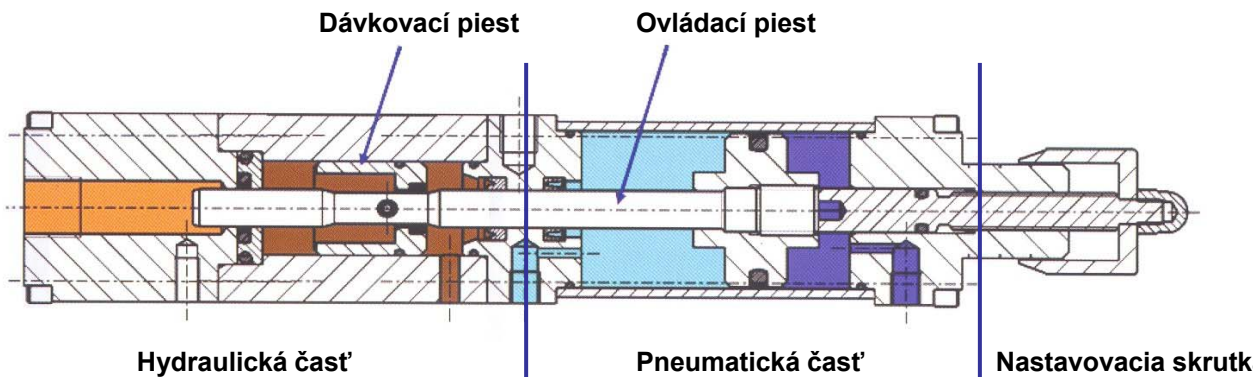 Dávkovací piest
Ovládací piest
Hydraulická časť
Pneumatická časť
Nastavovacia skrutk